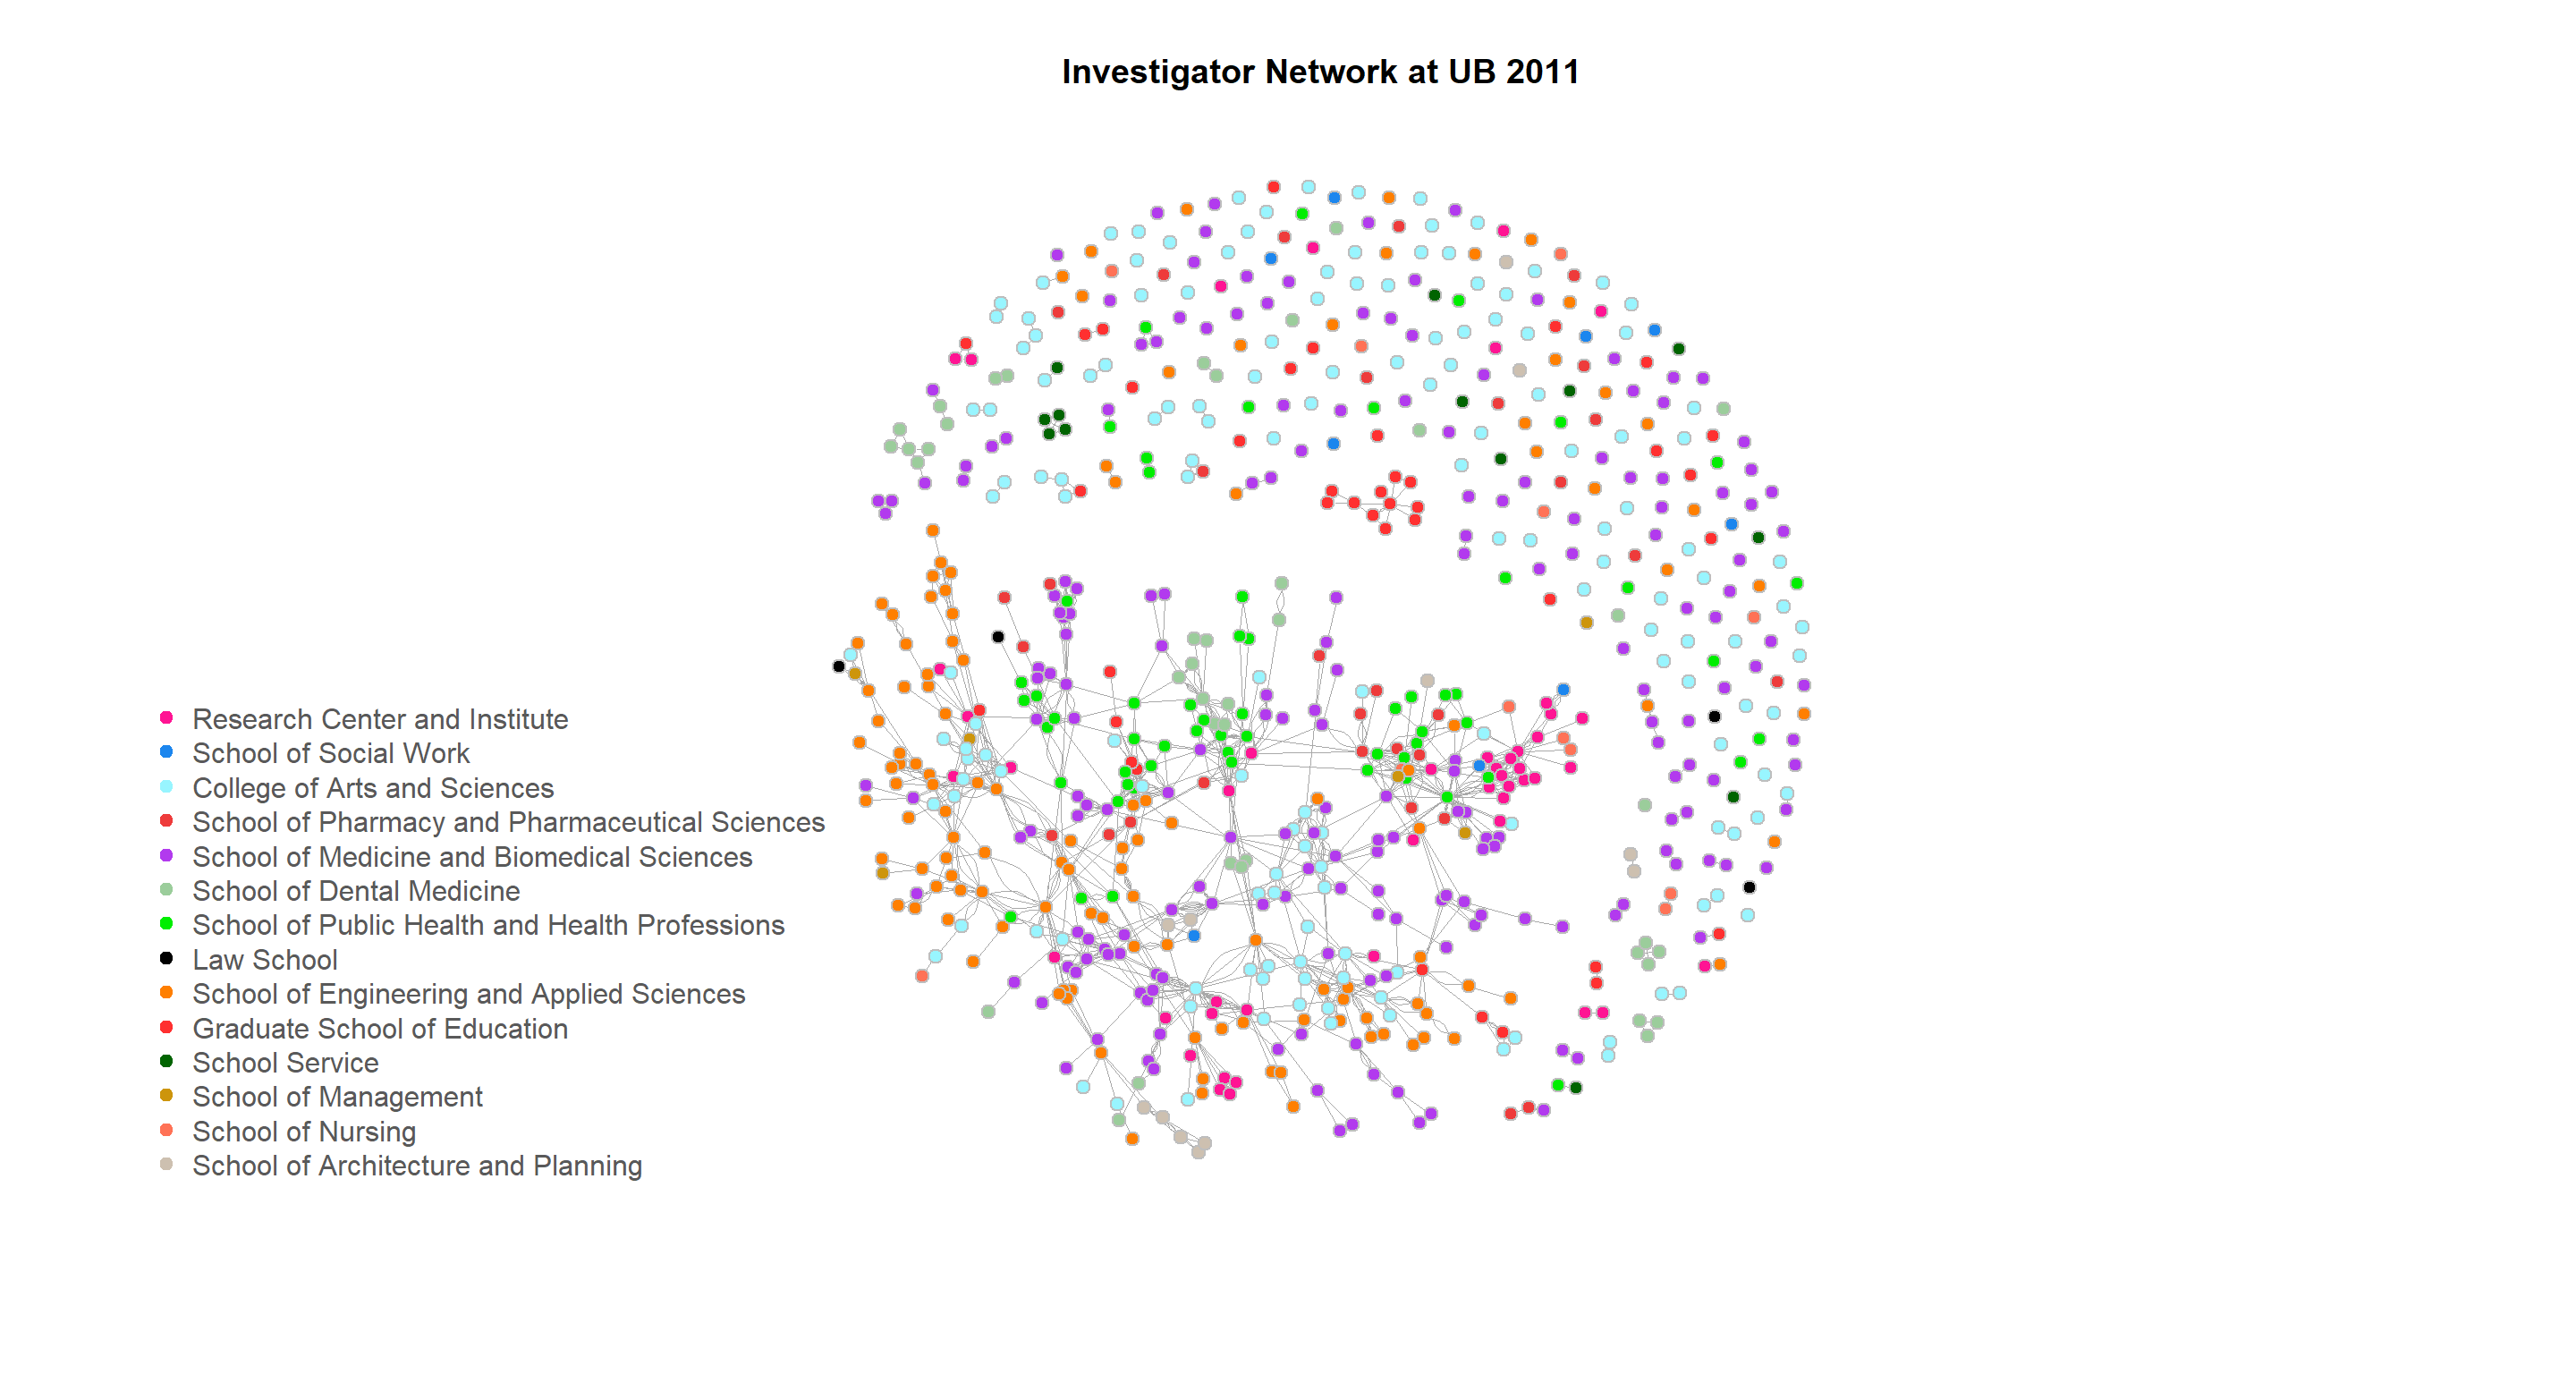 Investigator Network at UB 2011
Research Center and Institute
School of Social Work
College of Arts and Sciences
School of Pharmacy and Pharmaceutical Sciences
School of Medicine and Biomedical Sciences
School of Dental Medicine
School of Public Health and Health Professions
Law School
School of Engineering and Applied Sciences
Graduate School of Education
School Service
School of Management
School of Nursing
School of Architecture and Planning